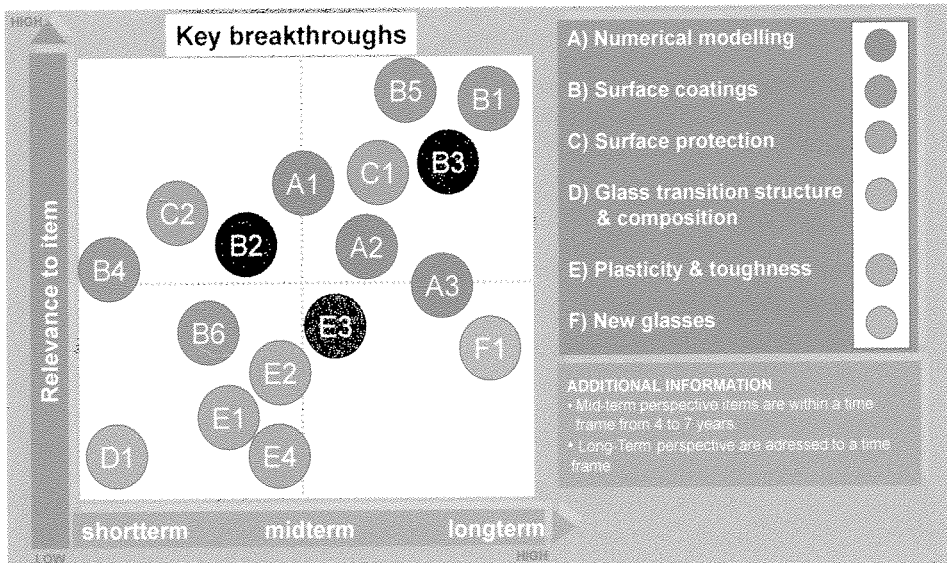 HIGH
Key breakthroughs
B5
B1
B3
C1
A1
C2
B2
A2
B4
A3
B6
E3
F1
E2
E1
E4
D1
Relevance to item
shortterm
midterm
longterm
LOW
HIGH
A) Numerical modelling
B) Surface coatings
C) Surface protection
D) Glass transition structure
& composition
E) Plasticity & toughness
F) New glasses
ADDITIONAL INFORMATION
• Mid-term perspective items are within a time
frame from 4 to 7 years
• Long Term perspective are adressed to a time
frame